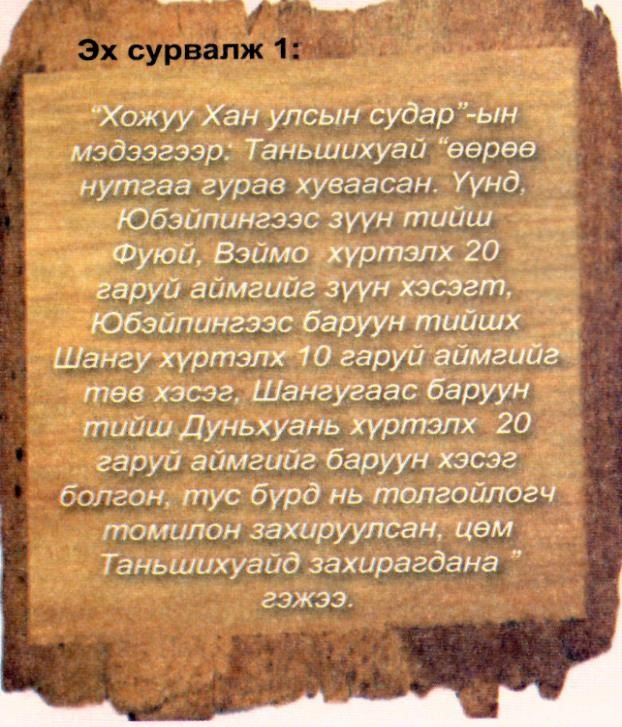 Эх сурвалж 1:
“Хожуу Хан улсын судар”-ын
мэдээгээр: Таньшихуай “өөрөө
нутгаа гурав хуваасан. Үүнд,
Юбэйпингээс зүүн тийш
Фуюй, Вэймо хүртэлх 20
гаруй аймгийг зүүн хэсэгт,
Юбэйпингээс баруун тийшх
Шангу хүртэлх 10 гаруй аймгийг
төв хэсэг, Шангугаас баруун
тийш Дуньхуань хүртэлх 20
гаруй аймгийг баруун хэсэг
болгон, тус бүрд нь толгойлогч
томилон захируулсан, цөм
Таньшихуайд захирагдана ”
гэжээ.